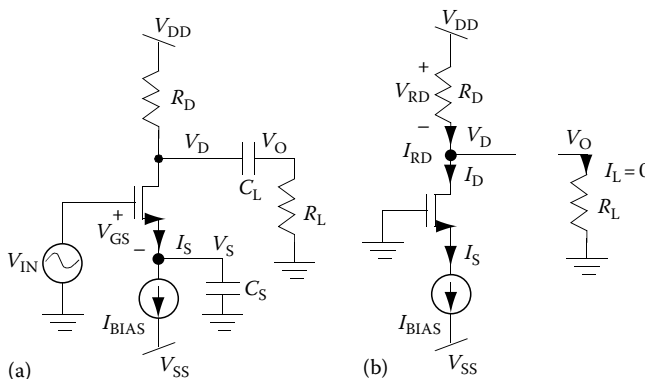 V_DD
R_D
V_D
V_O
C_L
R_L
+
V_GS
−
I_S
V_S
V_IN
C_S
I_BIAS
V_SS
(a)
V_DD
+
V_RD
R_D
−
V_D
I_RD
I_D
V_O
I_L = 0
R_L
I_S
I_BIAS
V_SS
(b)